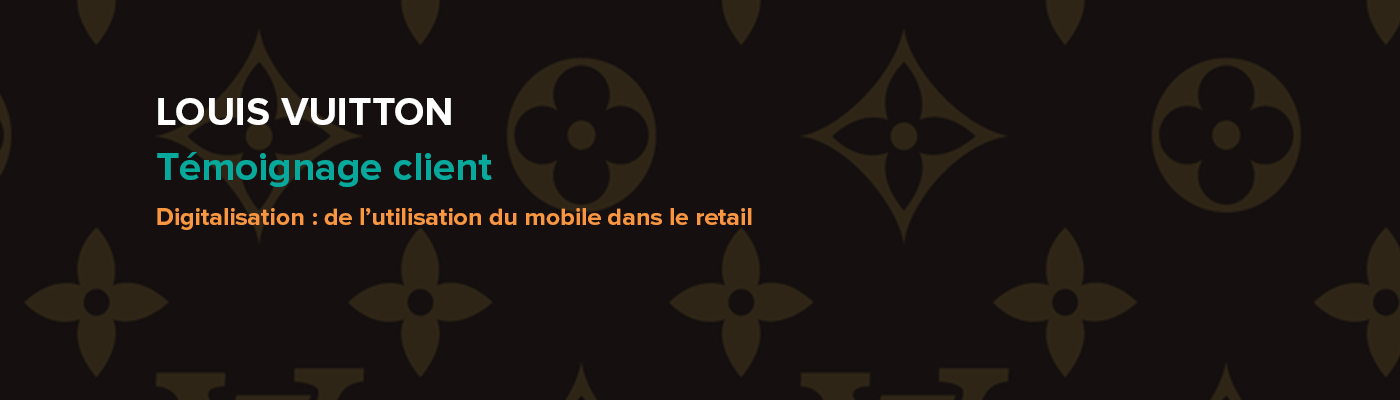 LOUIS VUITTON
Témoignage client
Digitalisation : de l’utilisation du mobile dans le retail